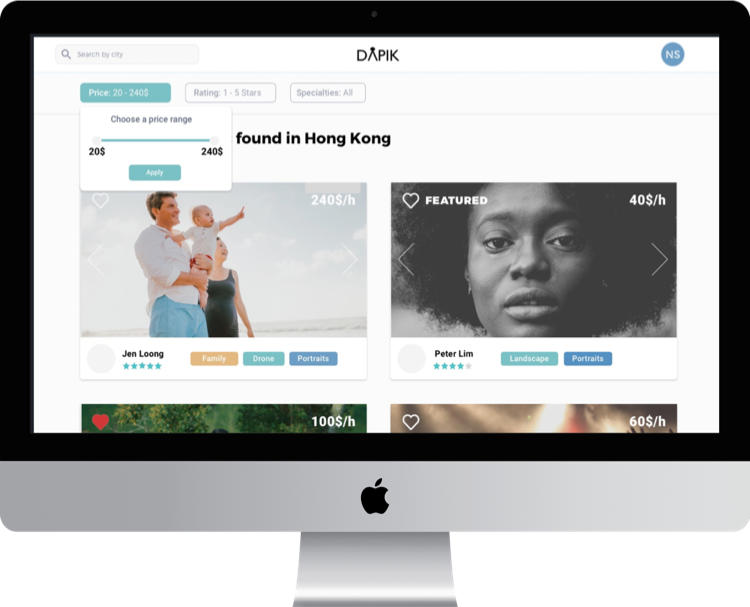 Search by city
DAPIK
NS
Price: 20 - 240$
Rating: 1 - 5 Stars
Specialties: All
Choose a price range
20$
240$
Apply
found in Hong Kong
240$/h
FEATURED
40$/h
Jen Loong
Family
Drone
Portraits
Peter Lim
Landscape
Portraits
100$/h
60$/h